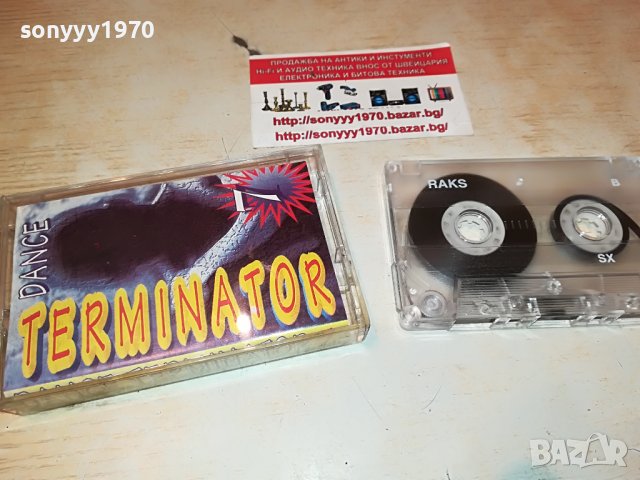 sonyyy1970
ПРОДАЖБА НА АНТИКИ И ИНСТУМЕНТИ
Hi-Fi И АУДИО ТЕХНИКА ВНОС ОТ ШВЕЙЦАРИЯ
ЕЛЕКТРОНИКА И БИТОВА ТЕХНИКА
http://sonyyy1970.bazar.bg/
http://sonyyy1970.bazar.bg/
DANCE
TERMINATOR
RAKS
B
SX
BAZAR